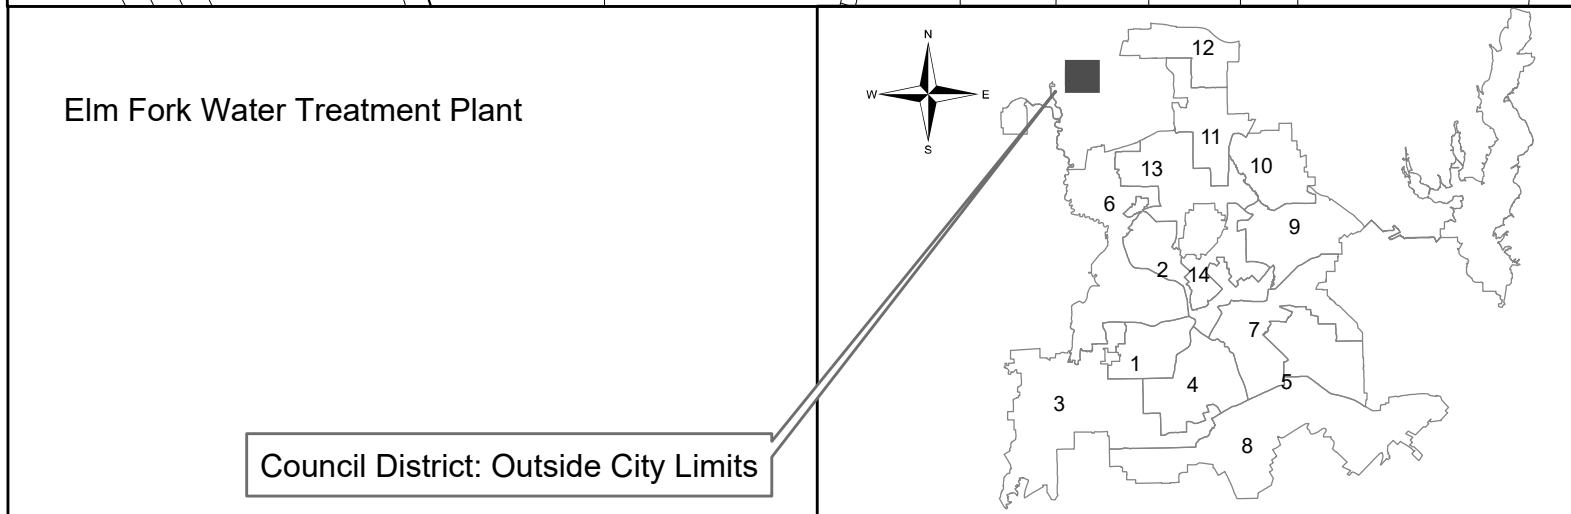 Elm Fork Water Treatment Plant
Council District: Outside City Limits
N
W E
S
12
11
13
10
6
9
2
14
7
1
4
5
3
8